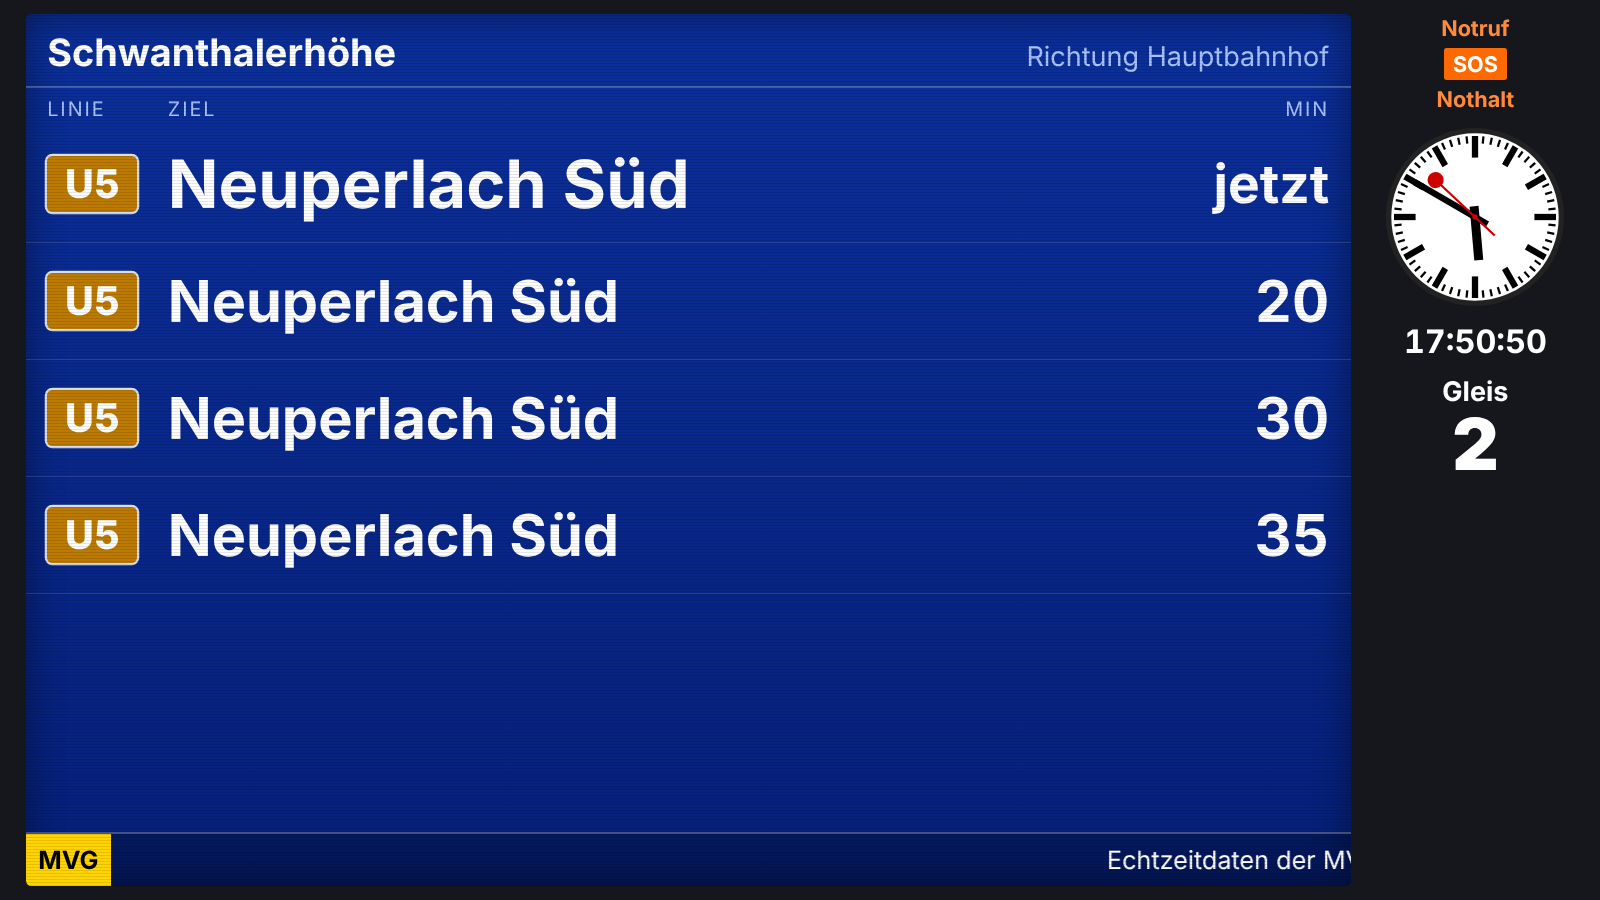 Schwanthalerhöhe
Richtung Hauptbahnhof
LINIE ZIEL MIN
U5 Neuperlach Süd jetzt
U5 Neuperlach Süd 20
U5 Neuperlach Süd 30
U5 Neuperlach Süd 35
MVG Echtzeitdaten der
Notruf
SOS
Nothalt
17:50:50
Gleis
2